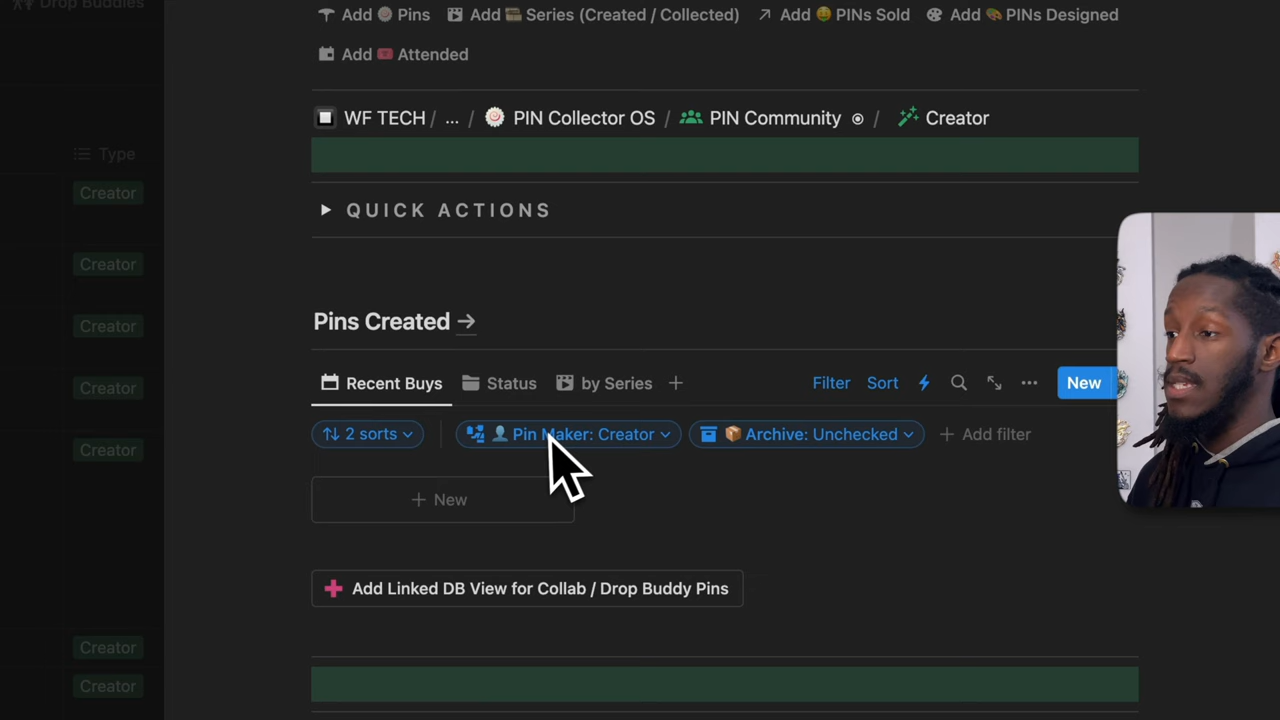 Drop Buddies
Add Pins Add Series (Created / Collected) Add PINs Sold Add PINs Designed
Add Attended
WF TECH / ... / PIN Collector OS / PIN Community / Creator
Type
Creator
QUICK ACTIONS
Creator
Pins Created →
Creator
Recent Buys Status by Series + Filter Sort New
Creator
2 sorts Pin Maker: Creator Archive: Unchecked + Add filter
Creator
+ New
Add Linked DB View for Collab / Drop Buddy Pins
Creator
Creator